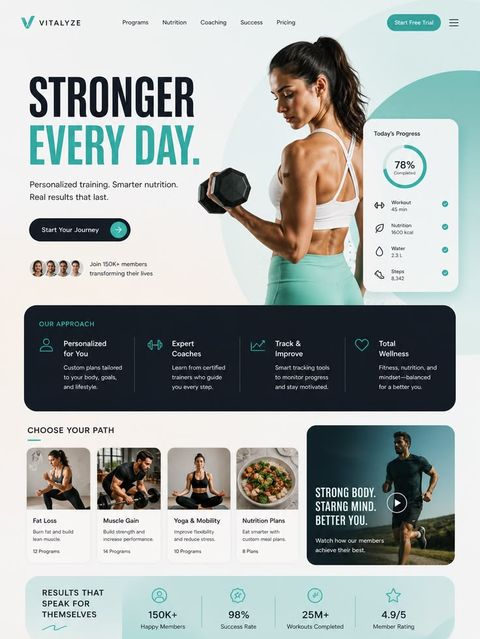 VITALYZE
Programs Nutrition Coaching Success Pricing
Start Free Trial
STRONGER
EVERY DAY.
Personalized training. Smarter nutrition.
Real results that last.
Start Your Journey
Join 150K+ members
transforming their lives
Today's Progress
78%
Completed
Workout
45 min
Nutrition
1600 kcal
Water
2.3 L
Steps
8,342
OUR APPROACH
Personalized
for You
Custom plans tailored
to your body, goals,
and lifestyle.
Expert
Coaches
Learn from certified
trainers who guide
you every step.
Track &
Improve
Smart tracking tools
to monitor progress
and stay motivated.
Total
Wellness
Fitness, nutrition, and
mindset—balanced
for a better you.
CHOOSE YOUR PATH
Fat Loss
Burn fat and build
lean muscle.
12 Programs
Muscle Gain
Build strength and
increase performance.
14 Programs
Yoga & Mobility
Improve flexibility
and reduce stress.
10 Programs
Nutrition Plans
Eat smarter with
custom meal plans.
8 Plans
STRONG BODY.
STARNG MIND.
BETTER YOU.
Watch how our members
achieve their best.
RESULTS THAT
SPEAK FOR
THEMSELVES
150K+
Happy Members
98%
Success Rate
25M+
Workouts Completed
4.9/5
Member Rating